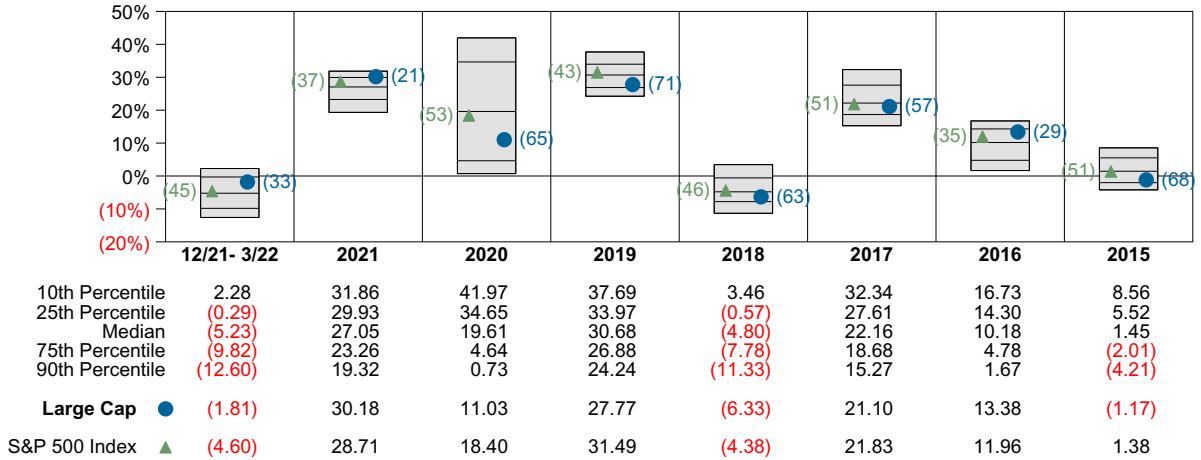 50%
40%
30%
20%
10%
0%
(10%)
(20%)
(45) (33)
(37) (21)
(53) (65)
(43) (71)
(46) (63)
(51) (57)
(35) (29)
(51) (68)
12/21- 3/22 2021 2020 2019 2018 2017 2016 2015
10th Percentile 2.28 31.86 41.97 37.69 3.46 32.34 16.73 8.56
25th Percentile (0.29) 29.93 34.65 33.97 (0.57) 27.61 14.30 5.52
Median (5.23) 27.05 19.61 30.68 (4.80) 22.16 10.18 1.45
75th Percentile (9.82) 23.26 4.64 26.88 (7.78) 18.68 4.78 (2.01)
90th Percentile (12.60) 19.32 0.73 24.24 (11.33) 15.27 1.67 (4.21)
Large Cap (1.81) 30.18 11.03 27.77 (6.33) 21.10 13.38 (1.17)
S&P 500 Index (4.60) 28.71 18.40 31.49 (4.38) 21.83 11.96 1.38